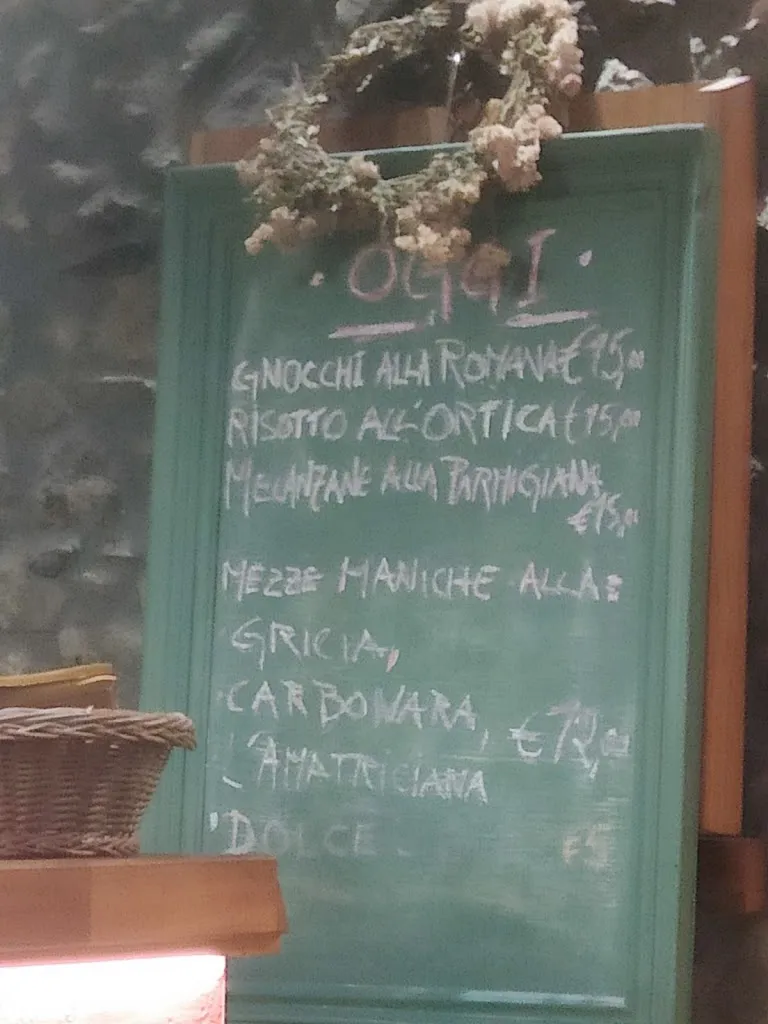 · OGGI ·
GNOCCHI ALLA ROMANA €15,00
RISOTTO ALL'ORTICA €15,00
MELANZANE ALLA PARMIGIANA
€15,00
MEZZE MANICHE ALLA:
GRICIA,
CARBONARA, €12,00
L'AMATRICIANA
DOLCE €5